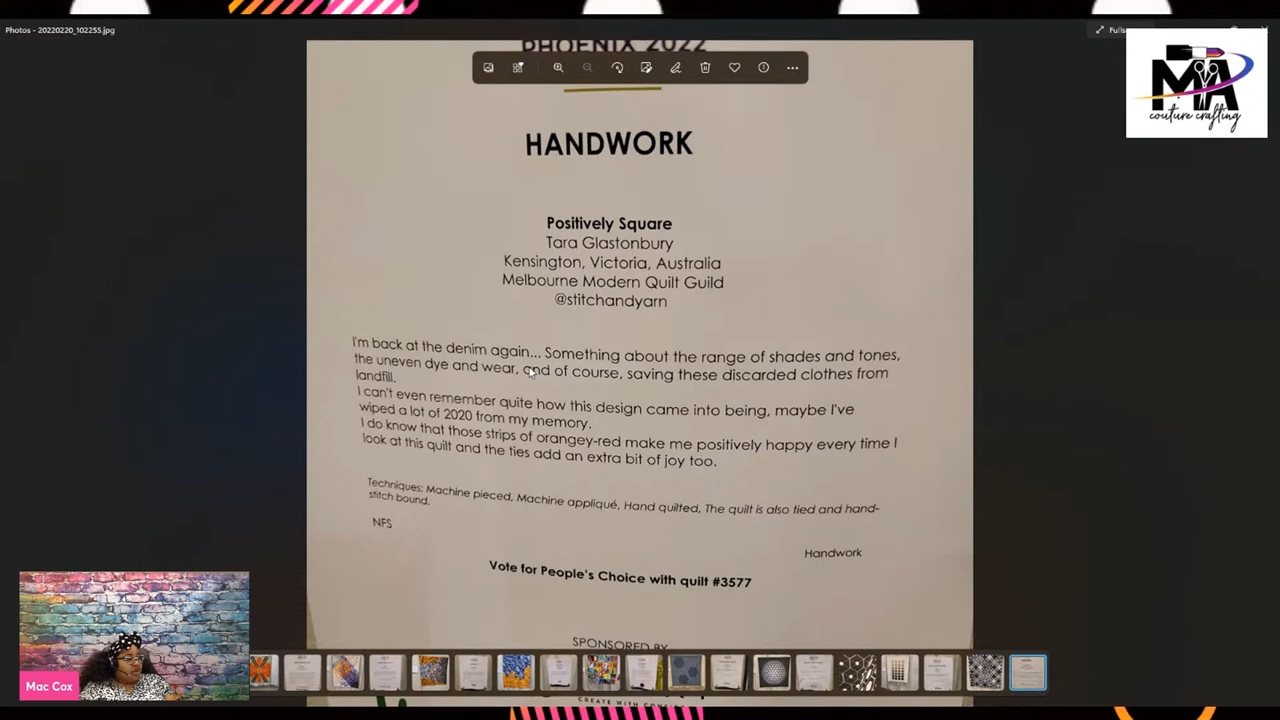 Photos - 20220220_102255.jpg
Fulls
MA
couture crafting
PHOENIX 2022
HANDWORK
Positively Square
Tara Glastonbury
Kensington, Victoria, Australia
Melbourne Modern Quilt Guild
@stitchandyarn
I'm back at the denim again... Something about the range of shades and tones,
the uneven dye and wear, and of course, saving these discarded clothes from
landfill.
I can't even remember quite how this design came into being, maybe I've
wiped a lot of 2020 from my memory.
I do know that those strips of orangey-red make me positively happy every time I
look at this quilt and the ties add an extra bit of joy too.
Techniques: Machine pieced, Machine appliqué, Hand quilted, The quilt is also tied and hand-
stitch bound.
NFS
Handwork
Vote for People's Choice with quilt #3577
SPONSORED BY
CREATE WITH
Mac Cox